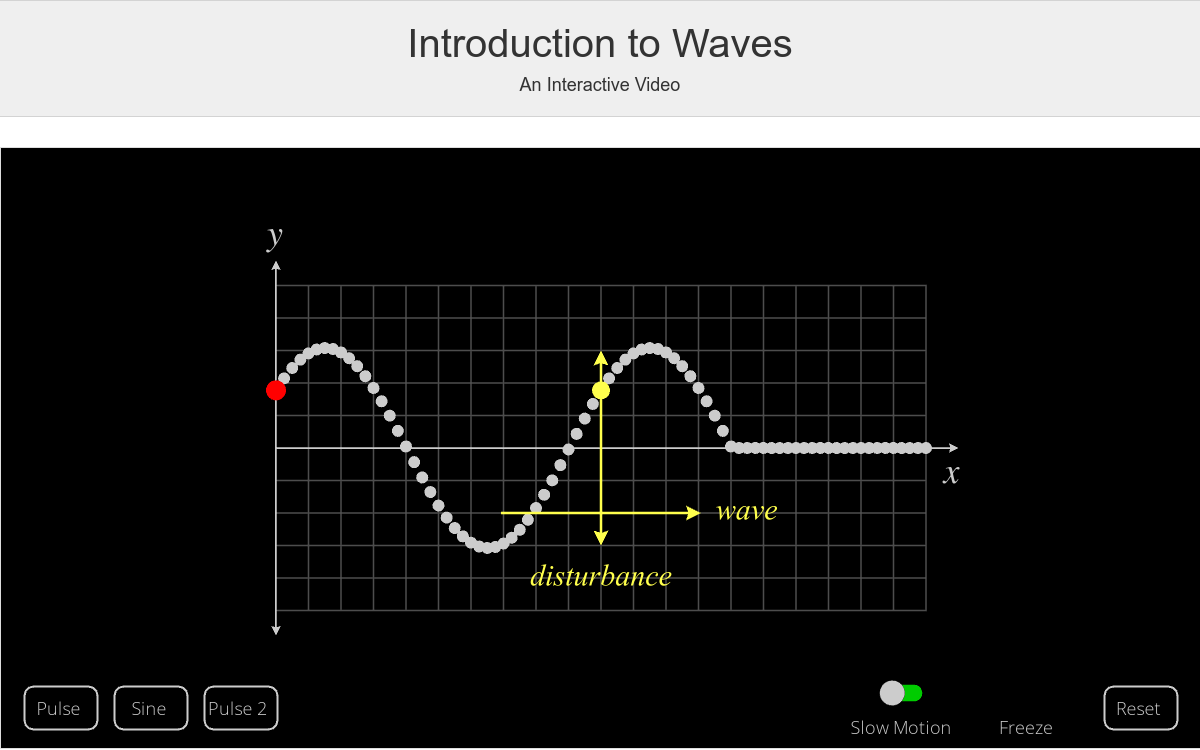 Introduction to Waves
An Interactive Video
y
x
wave
disturbance
Pulse
Sine
Pulse 2
Slow Motion
Freeze
Reset